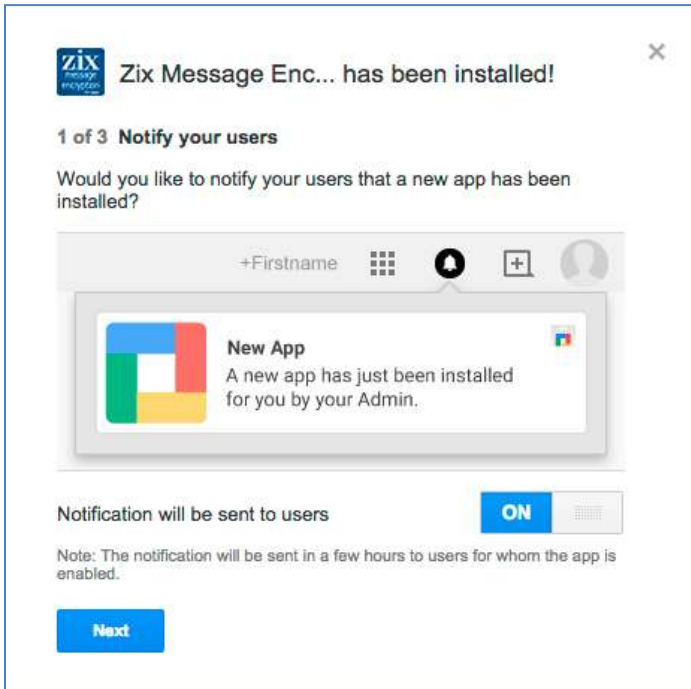 zix
message
encryption
Zix Message Enc... has been installed!
1 of 3 Notify your users
Would you like to notify your users that a new app has been
installed?
+Firstname
New App
A new app has just been installed
for you by your Admin.
Notification will be sent to users
ON
Note: The notification will be sent in a few hours to users for whom the app is
enabled.
Next